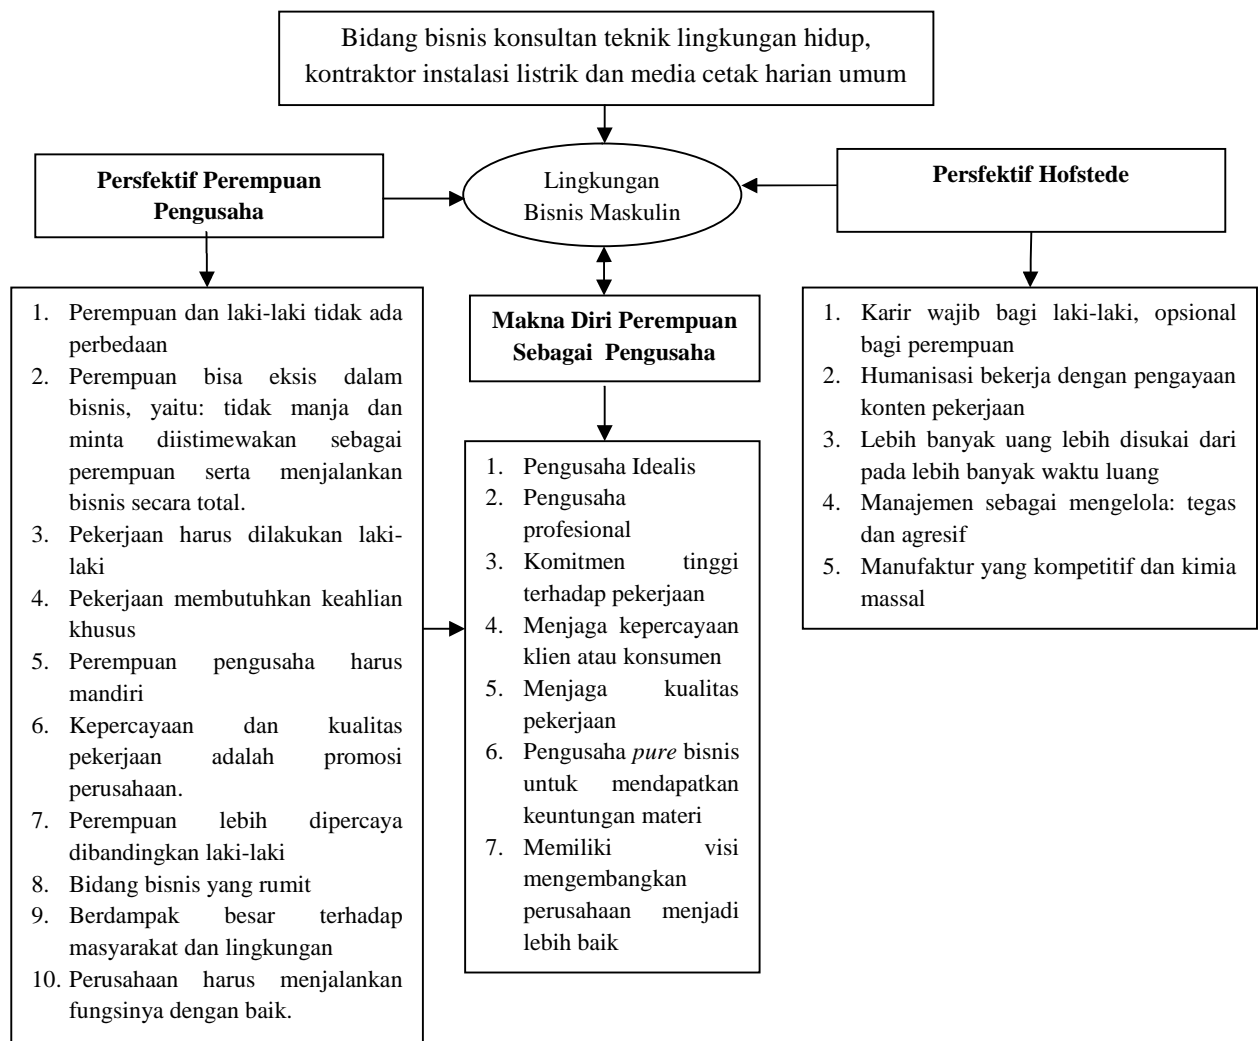 Bidang bisnis konsultan teknik lingkungan hidup,
kontraktor instalasi listrik dan media cetak harian umum
Persfektif Perempuan
Pengusaha
Lingkungan
Bisnis Maskulin
Persfektif Hofstede
1. Perempuan dan laki-laki tidak ada
perbedaan
2. Perempuan bisa eksis dalam
bisnis, yaitu: tidak manja dan
minta diistimewakan sebagai
perempuan serta menjalankan
bisnis secara total.
3. Pekerjaan harus dilakukan laki-
laki
4. Pekerjaan membutuhkan keahlian
khusus
5. Perempuan pengusaha harus
mandiri
6. Kepercayaan dan kualitas
pekerjaan adalah promosi
perusahaan.
7. Perempuan lebih dipercaya
dibandingkan laki-laki
8. Bidang bisnis yang rumit
9. Berdampak besar terhadap
masyarakat dan lingkungan
10. Perusahaan harus menjalankan
fungsinya dengan baik.
Makna Diri Perempuan
Sebagai Pengusaha
1. Pengusaha Idealis
2. Pengusaha
profesional
3. Komitmen tinggi
terhadap pekerjaan
4. Menjaga kepercayaan
klien atau konsumen
5. Menjaga kualitas
pekerjaan
6. Pengusaha pure bisnis
untuk mendapatkan
keuntungan materi
7. Memiliki visi
mengembangkan
perusahaan menjadi
lebih baik
1. Karir wajib bagi laki-laki, opsional
bagi perempuan
2. Humanisasi bekerja dengan pengayaan
konten pekerjaan
3. Lebih banyak uang lebih disukai dari
pada lebih banyak waktu luang
4. Manajemen sebagai mengelola: tegas
dan agresif
5. Manufaktur yang kompetitif dan kimia
massal